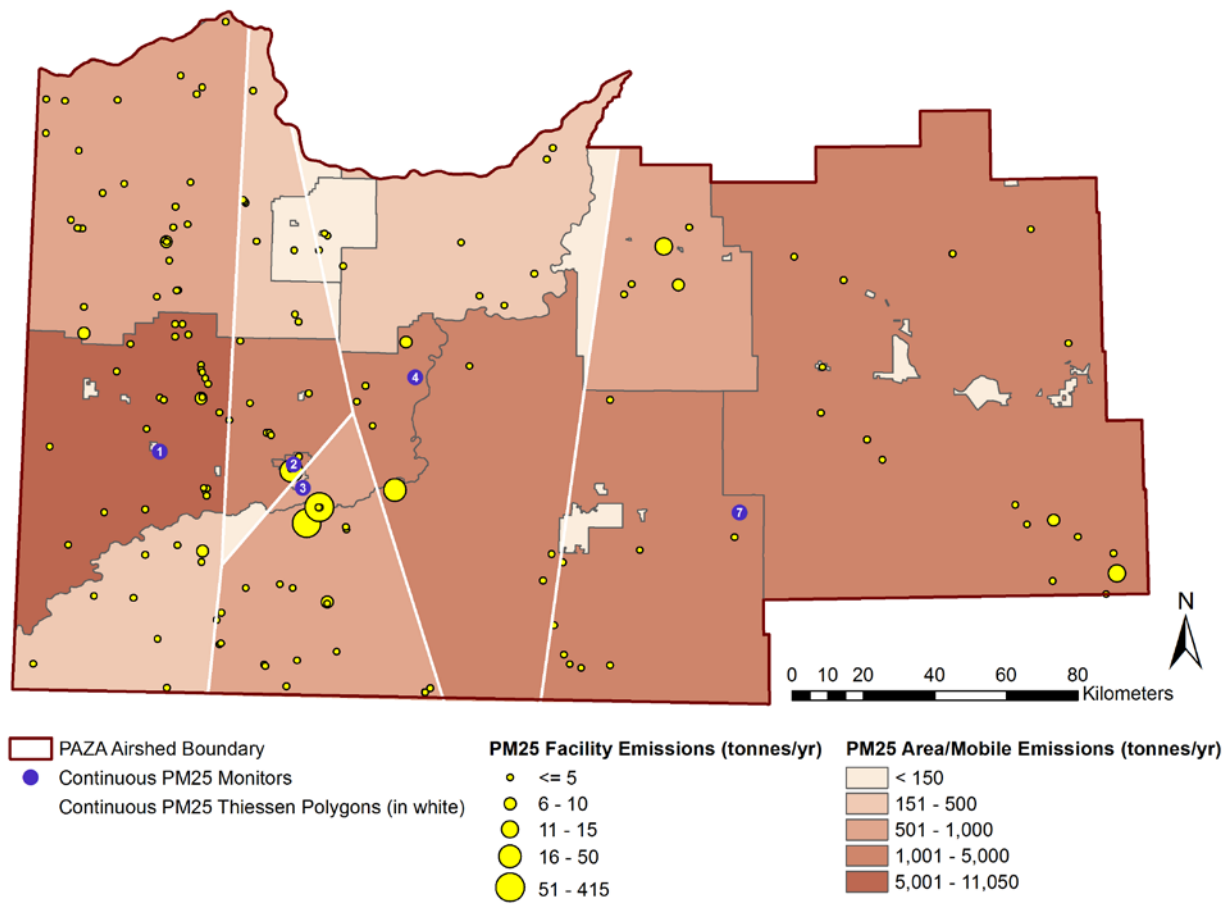 4
1
2
3
7
N
0 10 20 40 60 80
Kilometers
PAZA Airshed Boundary
Continuous PM25 Monitors
Continuous PM25 Thiessen Polygons (in white)
PM25 Facility Emissions (tonnes/yr)
<= 5
6 - 10
11 - 15
16 - 50
51 - 415
PM25 Area/Mobile Emissions (tonnes/yr)
< 150
151 - 500
501 - 1,000
1,001 - 5,000
5,001 - 11,050